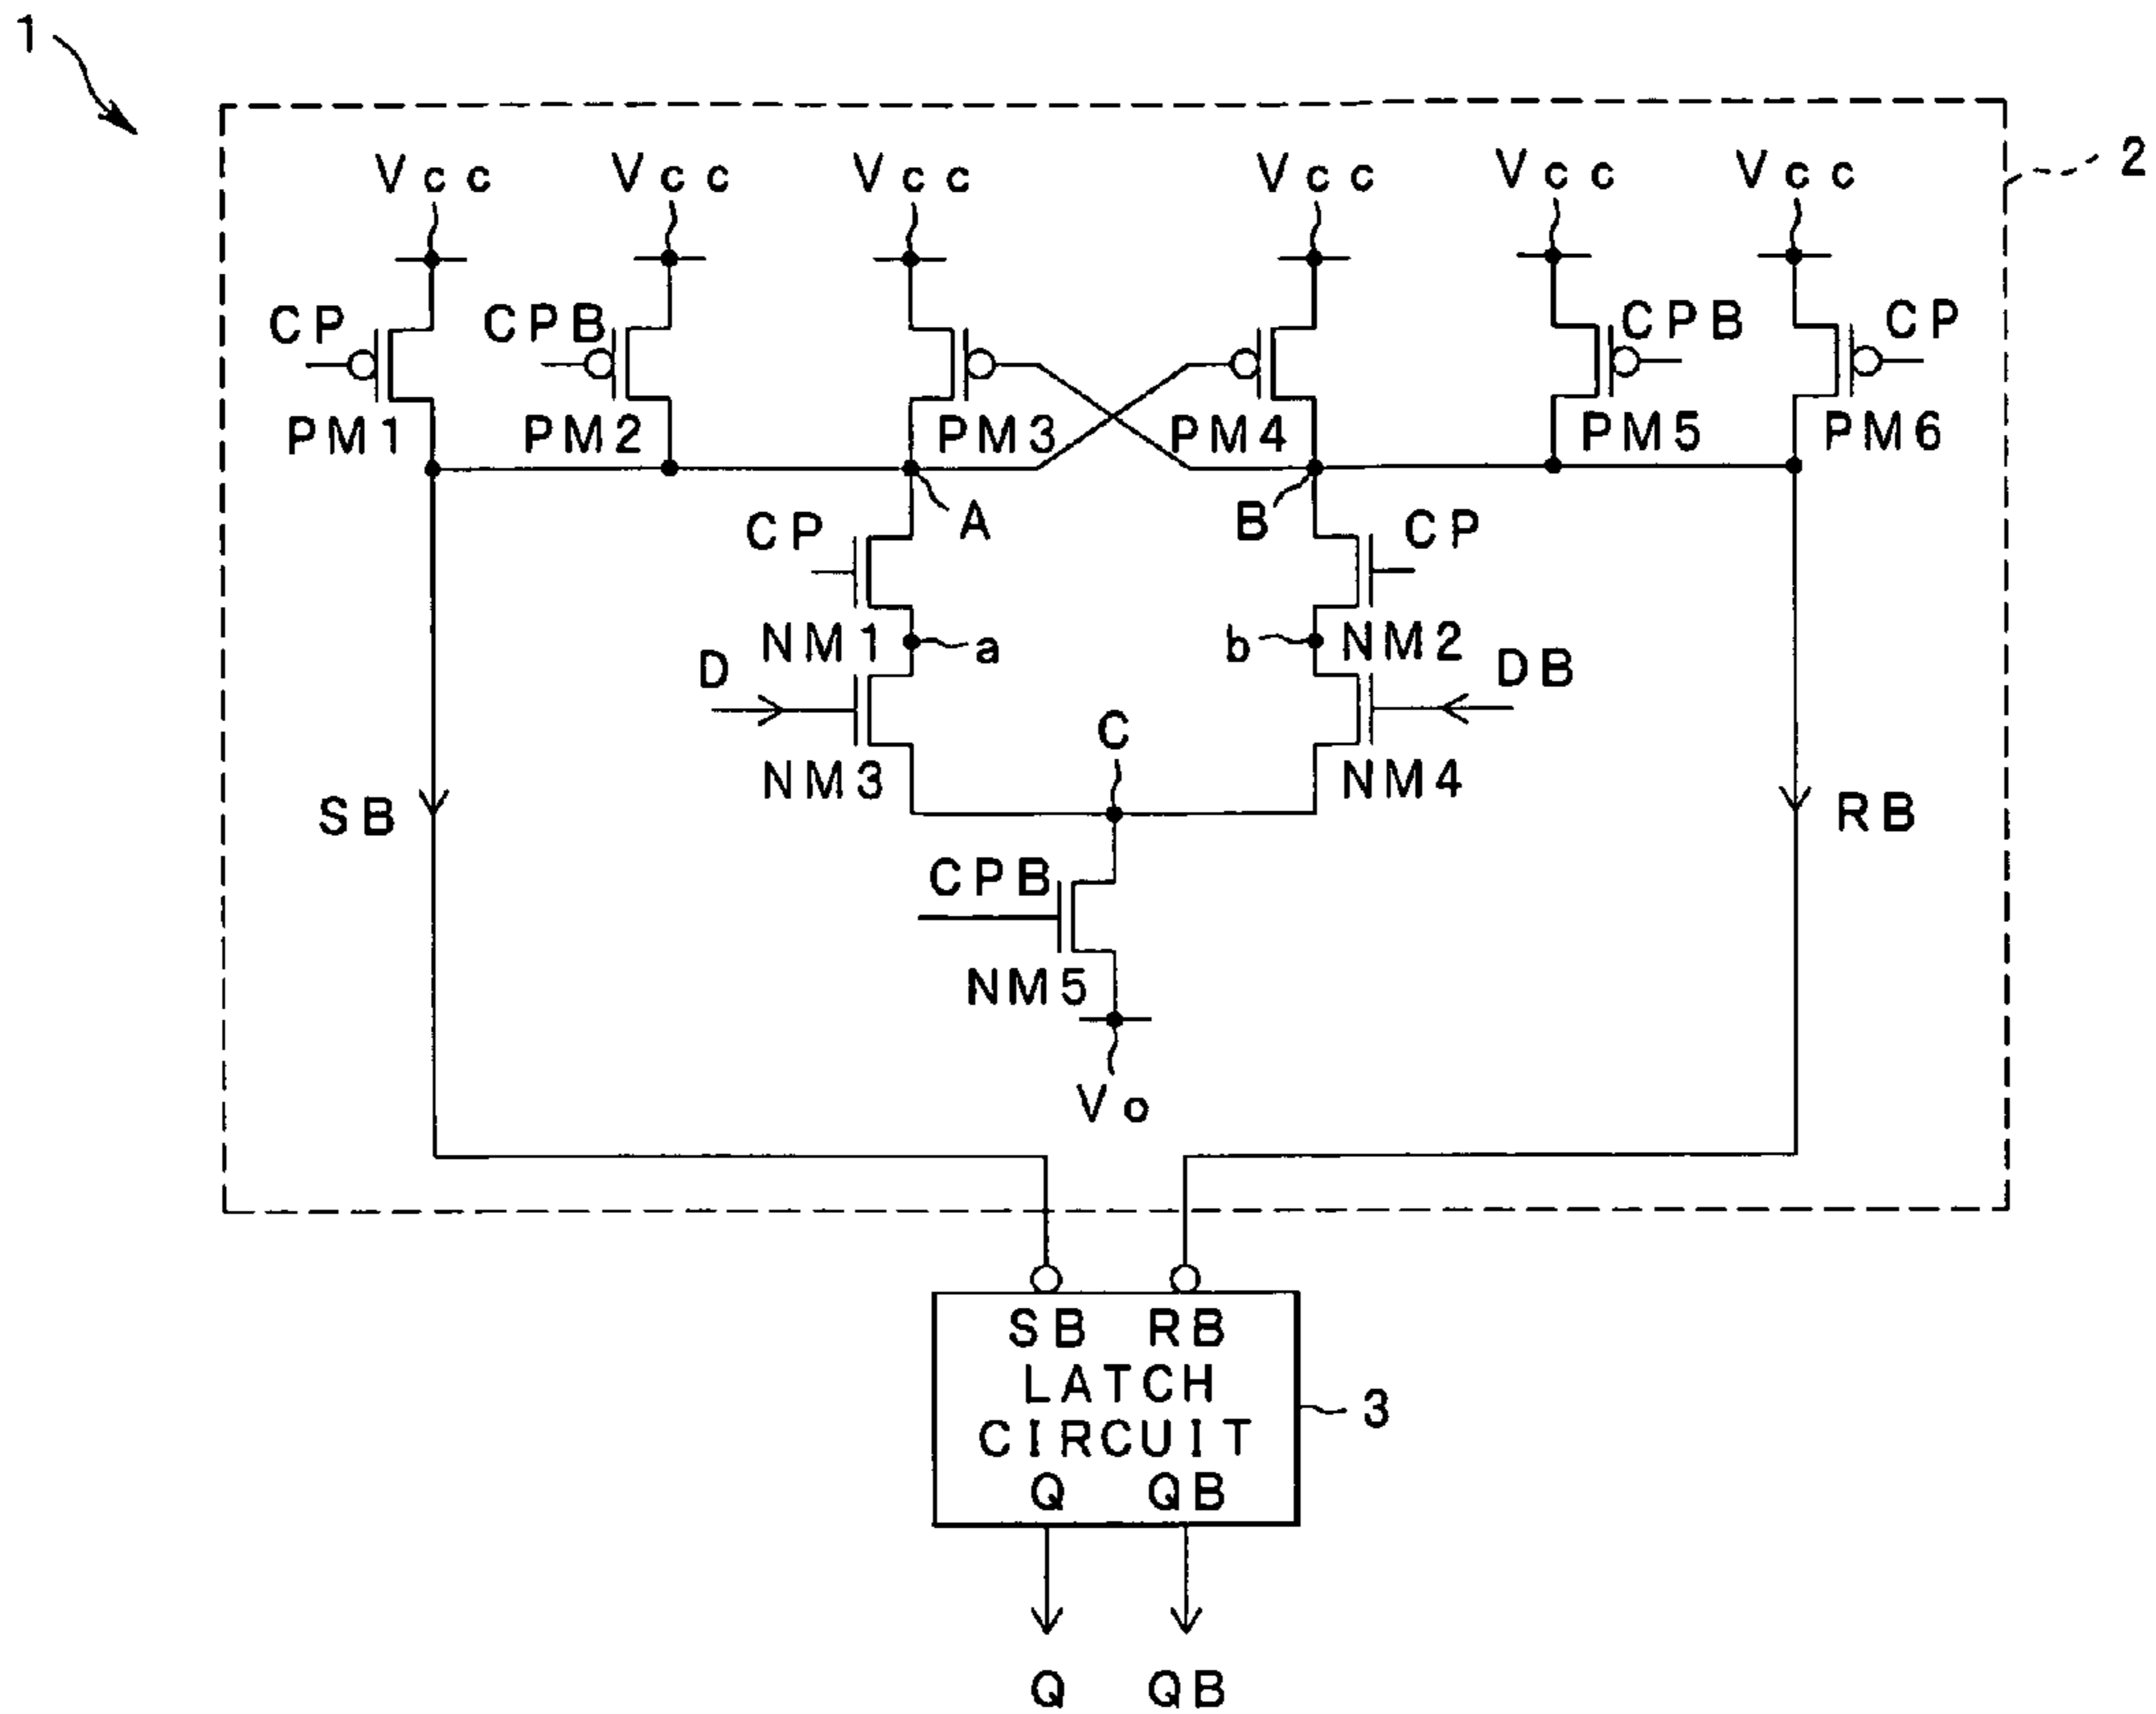 1
2
Vcc Vcc Vcc Vcc Vcc Vcc
CP CPB CPB CP
PM1 PM2 PM3 PM4 PM5 PM6
A B
CP CP
NM1 a b NM2
D DB
C
NM3 NM4
SB RB
CPB
NM5
Vo
SB RB
LATCH
CIRCUIT
3
Q QB
Q QB